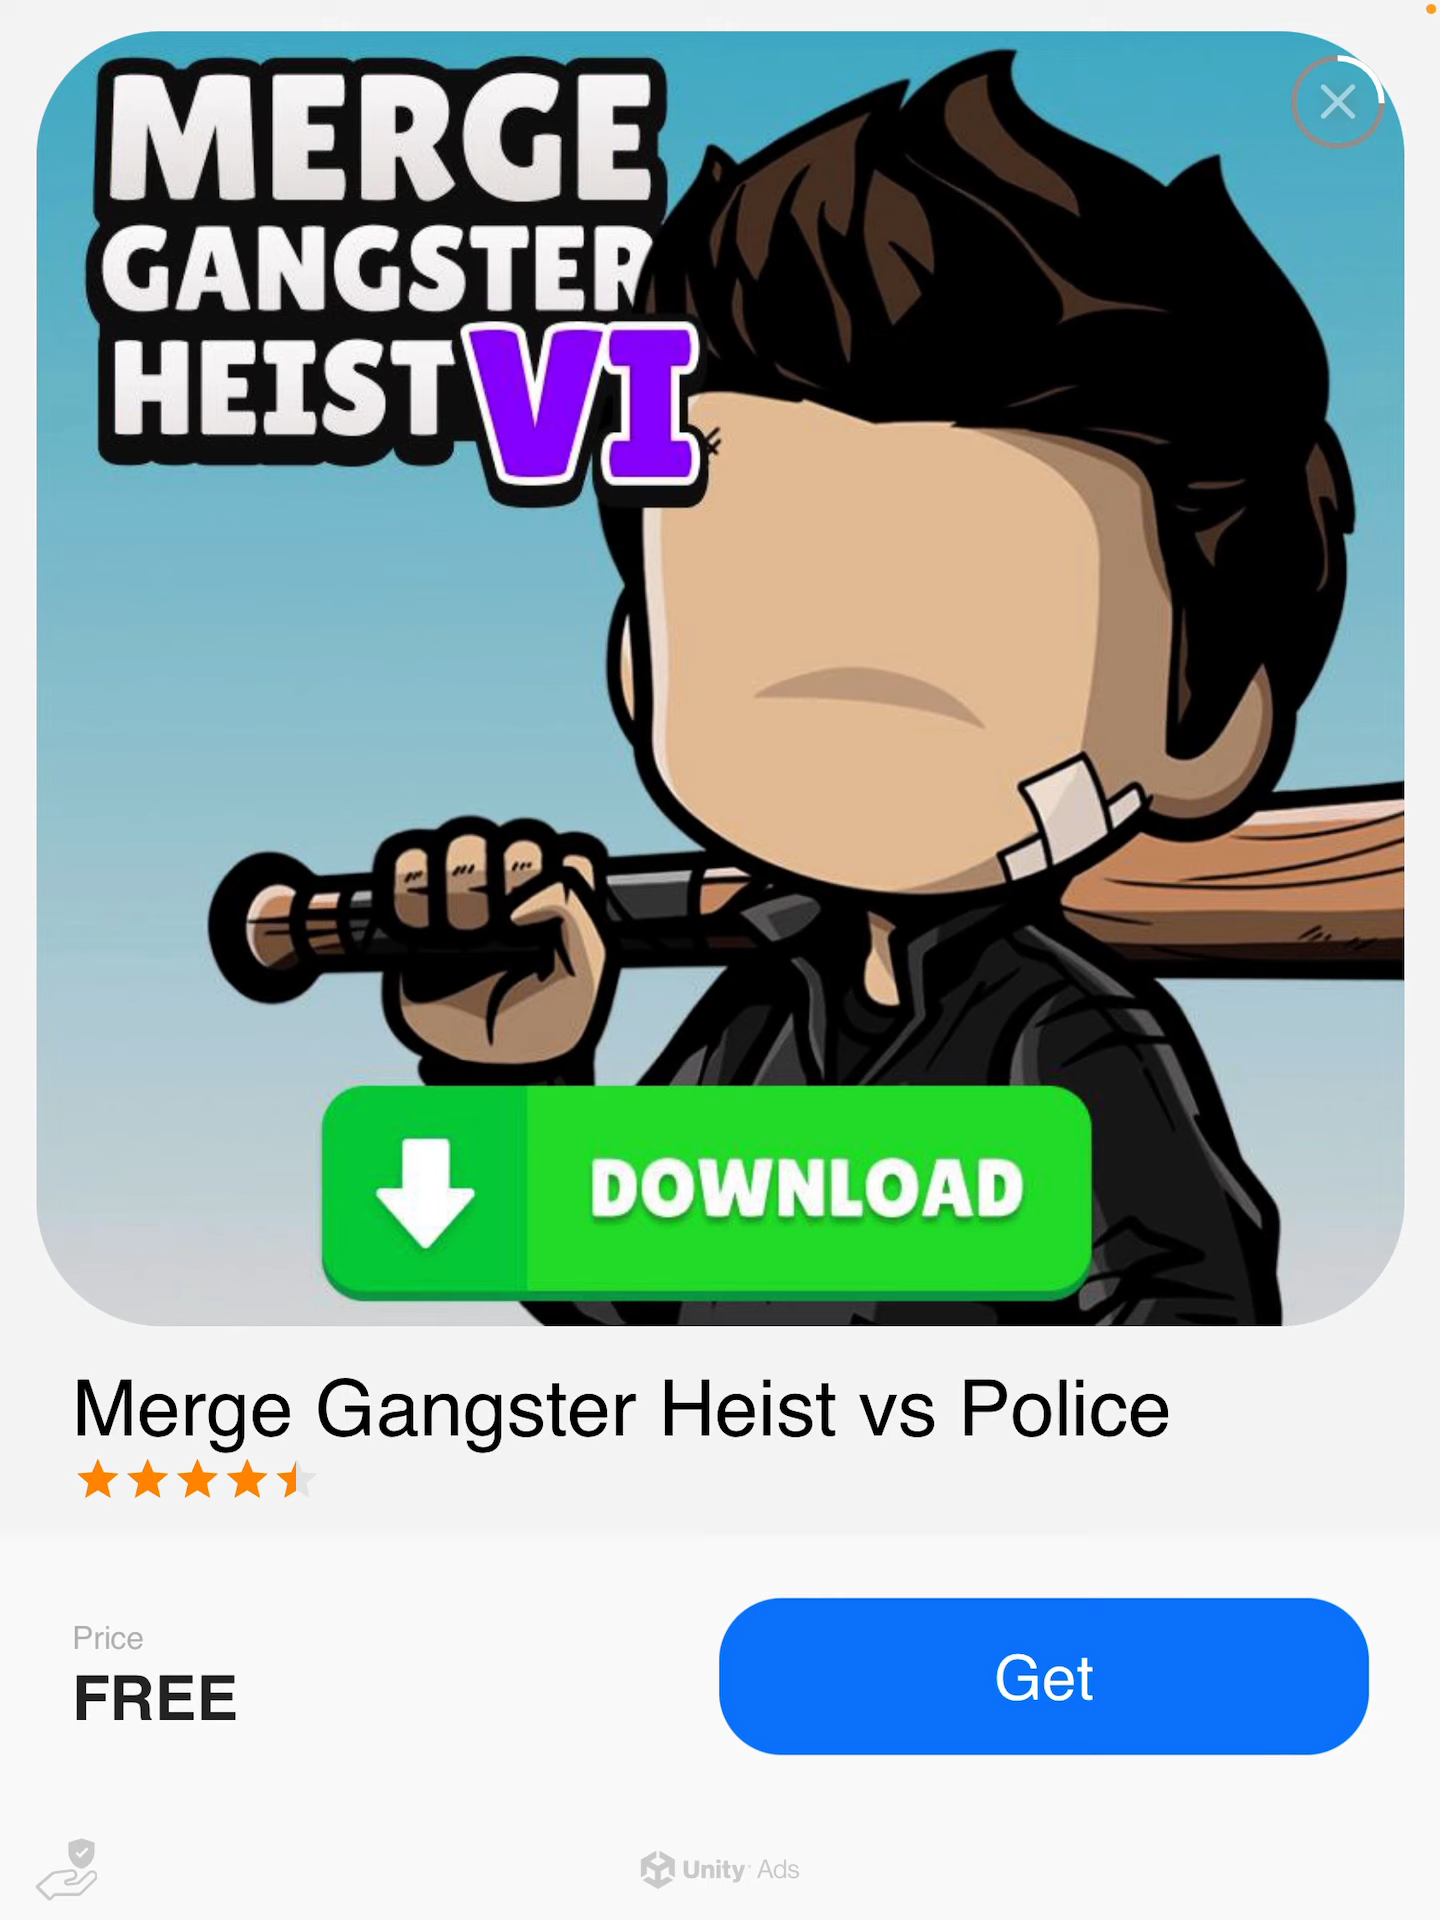 MERGE
GANGSTER
HEIST VI
DOWNLOAD
Merge Gangster Heist vs Police
Price
FREE
Get
Unity Ads